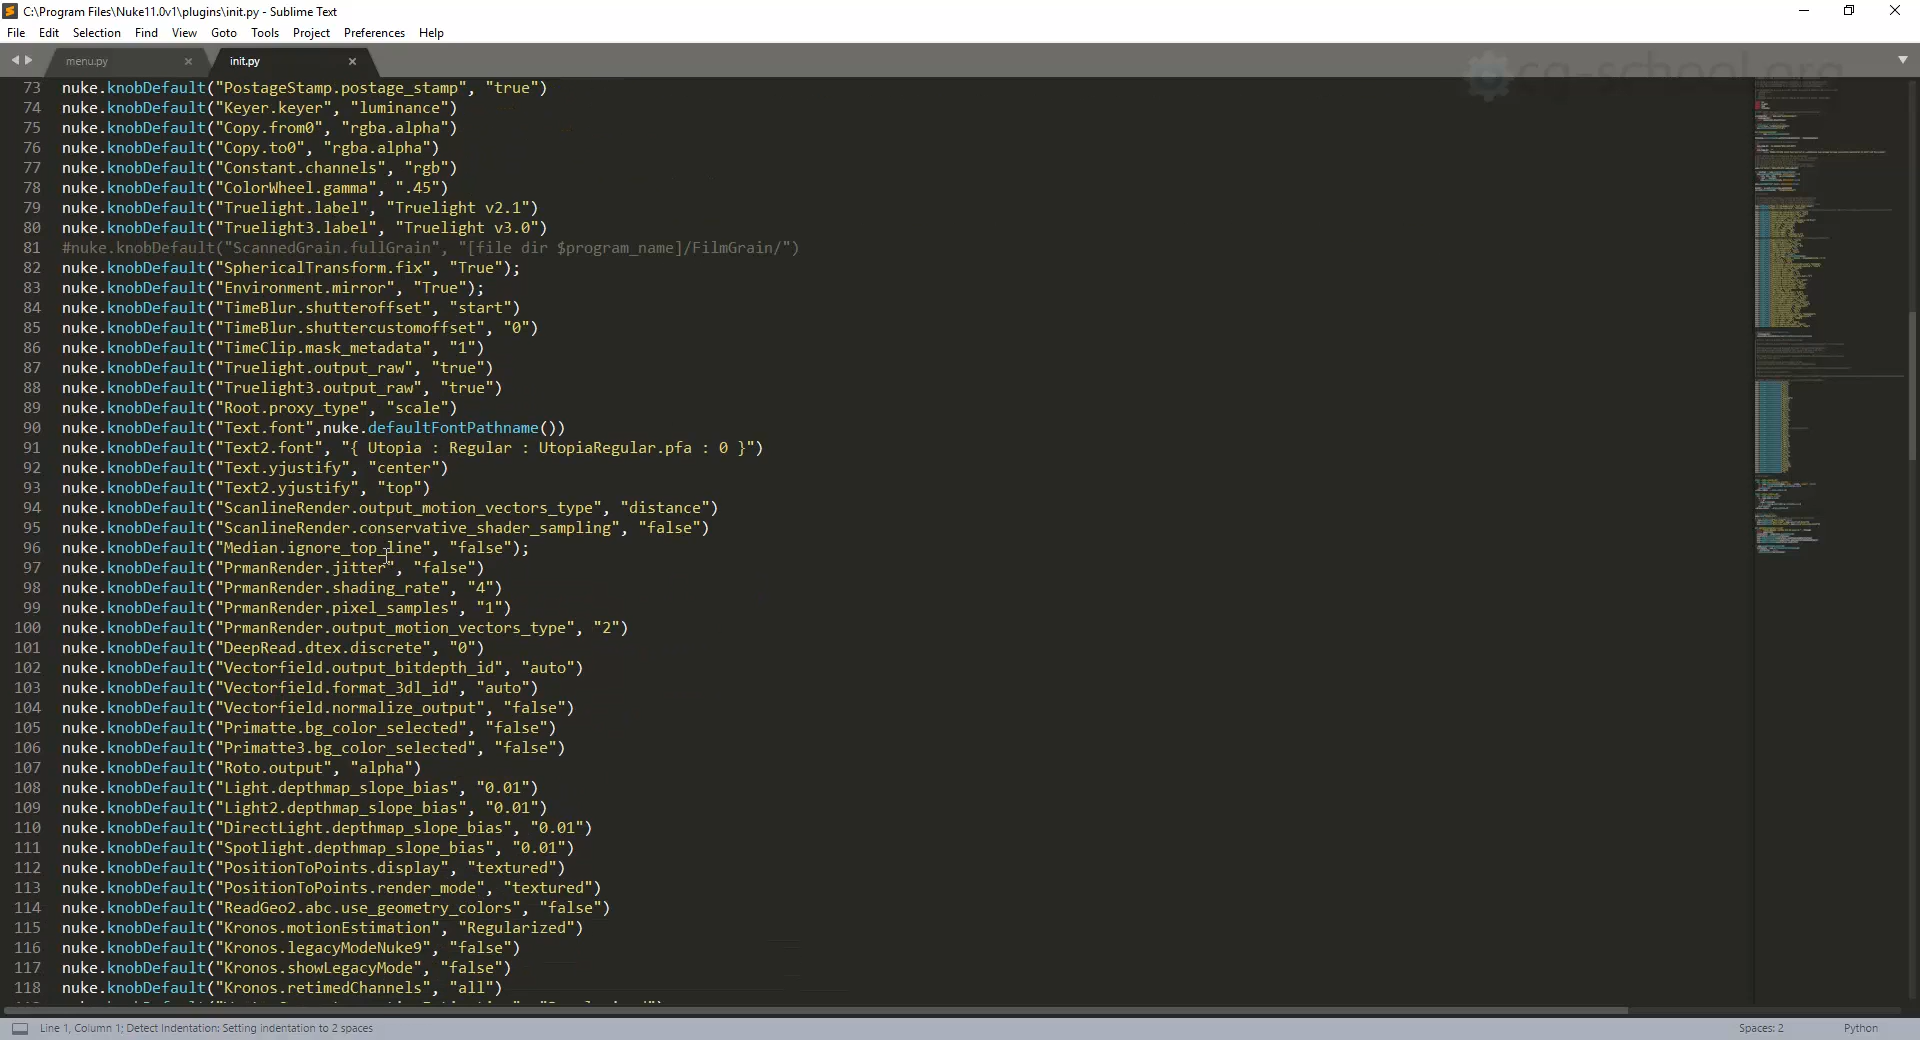 C:\Program Files\Nuke11.0v1\plugins\init.py - Sublime Text
File Edit Selection Find View Goto Tools Project Preferences Help
menu.py × init.py ×
cg-school.org
73 nuke.knobDefault("PostageStamp.postage_stamp", "true")
74 nuke.knobDefault("Keyer.keyer", "luminance")
75 nuke.knobDefault("Copy.from0", "rgba.alpha")
76 nuke.knobDefault("Copy.to0", "rgba.alpha")
77 nuke.knobDefault("Constant.channels", "rgb")
78 nuke.knobDefault("ColorWheel.gamma", ".45")
79 nuke.knobDefault("Truelight.label", "Truelight v2.1")
80 nuke.knobDefault("Truelight3.label", "Truelight v3.0")
81 #nuke.knobDefault("ScannedGrain.fullGrain", "[file dir $program_name]/FilmGrain/")
82 nuke.knobDefault("SphericalTransform.fix", "True");
83 nuke.knobDefault("Environment.mirror", "True");
84 nuke.knobDefault("TimeBlur.shutteroffset", "start")
85 nuke.knobDefault("TimeBlur.shuttercustomoffset", "0")
86 nuke.knobDefault("TimeClip.mask_metadata", "1")
87 nuke.knobDefault("Truelight.output_raw", "true")
88 nuke.knobDefault("Truelight3.output_raw", "true")
89 nuke.knobDefault("Root.proxy_type", "scale")
90 nuke.knobDefault("Text.font",nuke.defaultFontPathname())
91 nuke.knobDefault("Text2.font", "{ Utopia : Regular : UtopiaRegular.pfa : 0 }")
92 nuke.knobDefault("Text.yjustify", "center")
93 nuke.knobDefault("Text2.yjustify", "top")
94 nuke.knobDefault("ScanlineRender.output_motion_vectors_type", "distance")
95 nuke.knobDefault("ScanlineRender.conservative_shader_sampling", "false")
96 nuke.knobDefault("Median.ignore_top_line", "false");
97 nuke.knobDefault("PrmanRender.jitter", "false")
98 nuke.knobDefault("PrmanRender.shading_rate", "4")
99 nuke.knobDefault("PrmanRender.pixel_samples", "1")
100 nuke.knobDefault("PrmanRender.output_motion_vectors_type", "2")
101 nuke.knobDefault("DeepRead.dtex.discrete", "0")
102 nuke.knobDefault("Vectorfield.output_bitdepth_id", "auto")
103 nuke.knobDefault("Vectorfield.format_3dl_id", "auto")
104 nuke.knobDefault("Vectorfield.normalize_output", "false")
105 nuke.knobDefault("Primatte.bg_color_selected", "false")
106 nuke.knobDefault("Primatte3.bg_color_selected", "false")
107 nuke.knobDefault("Roto.output", "alpha")
108 nuke.knobDefault("Light.depthmap_slope_bias", "0.01")
109 nuke.knobDefault("Light2.depthmap_slope_bias", "0.01")
110 nuke.knobDefault("DirectLight.depthmap_slope_bias", "0.01")
111 nuke.knobDefault("Spotlight.depthmap_slope_bias", "0.01")
112 nuke.knobDefault("PositionToPoints.display", "textured")
113 nuke.knobDefault("PositionToPoints.render_mode", "textured")
114 nuke.knobDefault("ReadGeo2.abc.use_geometry_colors", "false")
115 nuke.knobDefault("Kronos.motionEstimation", "Regularized")
116 nuke.knobDefault("Kronos.legacyModeNuke9", "false")
117 nuke.knobDefault("Kronos.showLegacyMode", "false")
118 nuke.knobDefault("Kronos.retimedChannels", "all")
Line 1, Column 1; Detect Indentation: Setting indentation to 2 spaces
Spaces: 2 Python